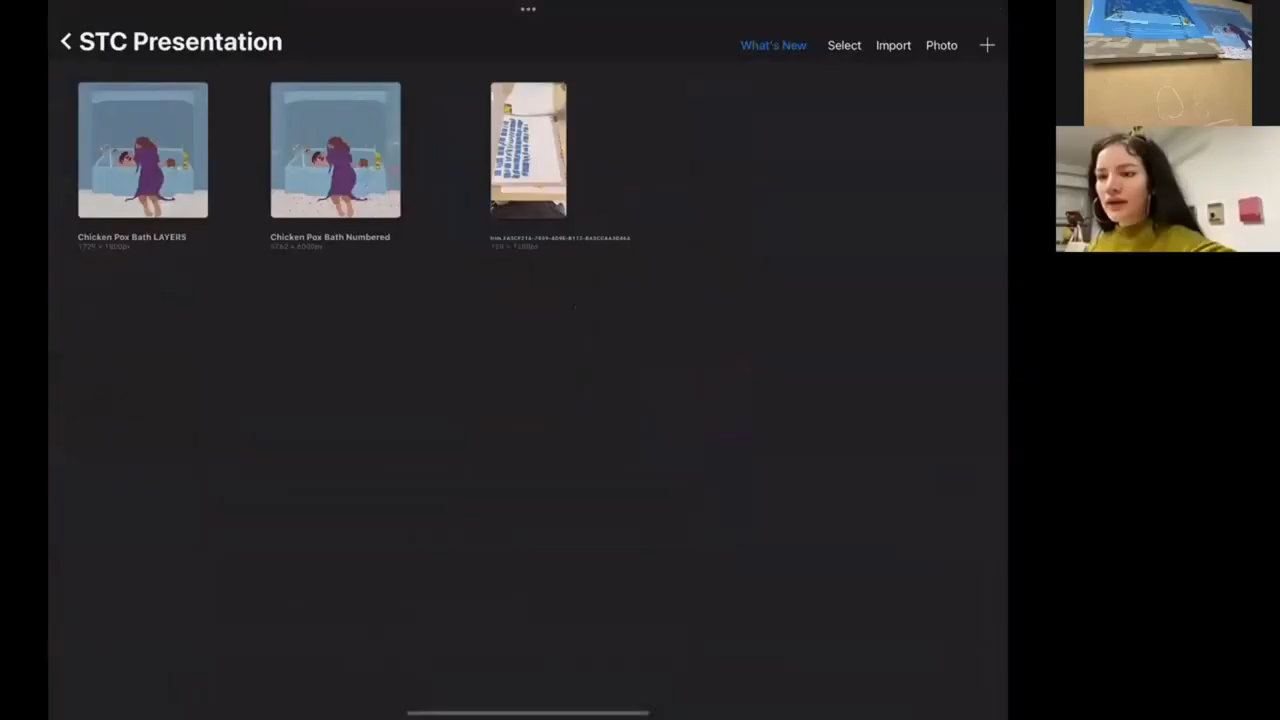 STC Presentation
What's New
Select
Import
Photo
Chicken Pox Bath LAYERS
Chicken Pox Bath Numbered